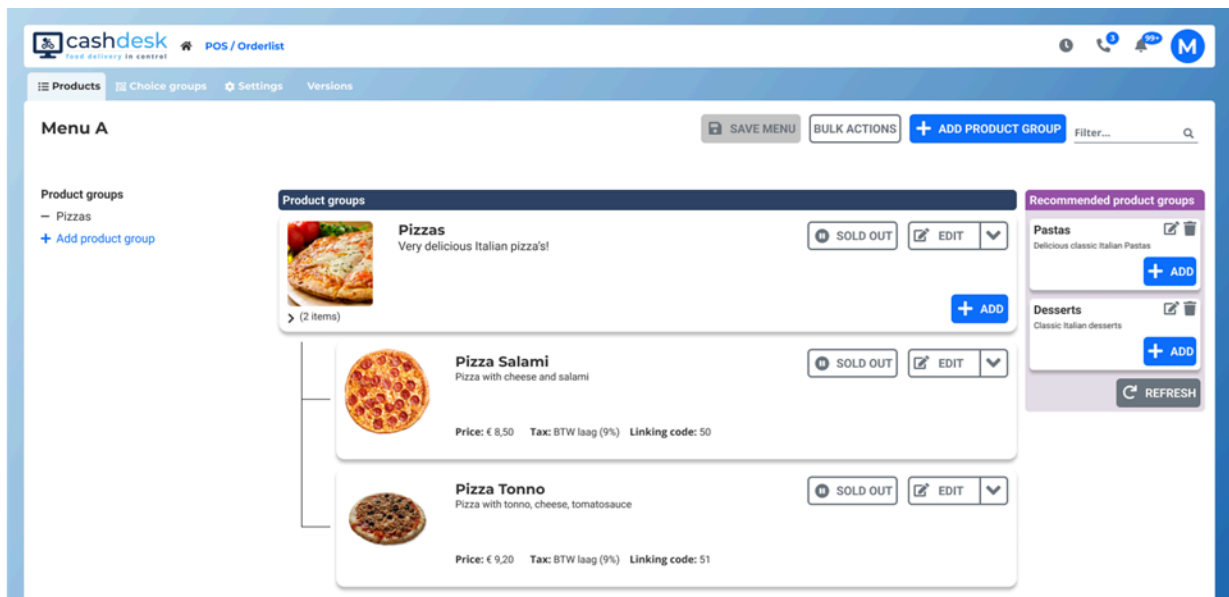 cashdesk
food delivery in control
POS / Orderlist
3
99+
M
Products
Choice groups
Settings
Versions
Menu A
SAVE MENU
BULK ACTIONS
+ ADD PRODUCT GROUP
Filter...
Product groups
– Pizzas
+ Add product group
Product groups
Pizzas
Very delicious Italian pizza's!
SOLD OUT
EDIT
(2 items)
+ ADD
Pizza Salami
Pizza with cheese and salami
SOLD OUT
EDIT
Price: € 8,50 Tax: BTW laag (9%) Linking code: 50
Pizza Tonno
Pizza with tonno, cheese, tomatosauce
SOLD OUT
EDIT
Price: € 9,20 Tax: BTW laag (9%) Linking code: 51
Recommended product groups
Pastas
Delicious classic Italian Pastas
+ ADD
Desserts
Classic Italian desserts
+ ADD
REFRESH